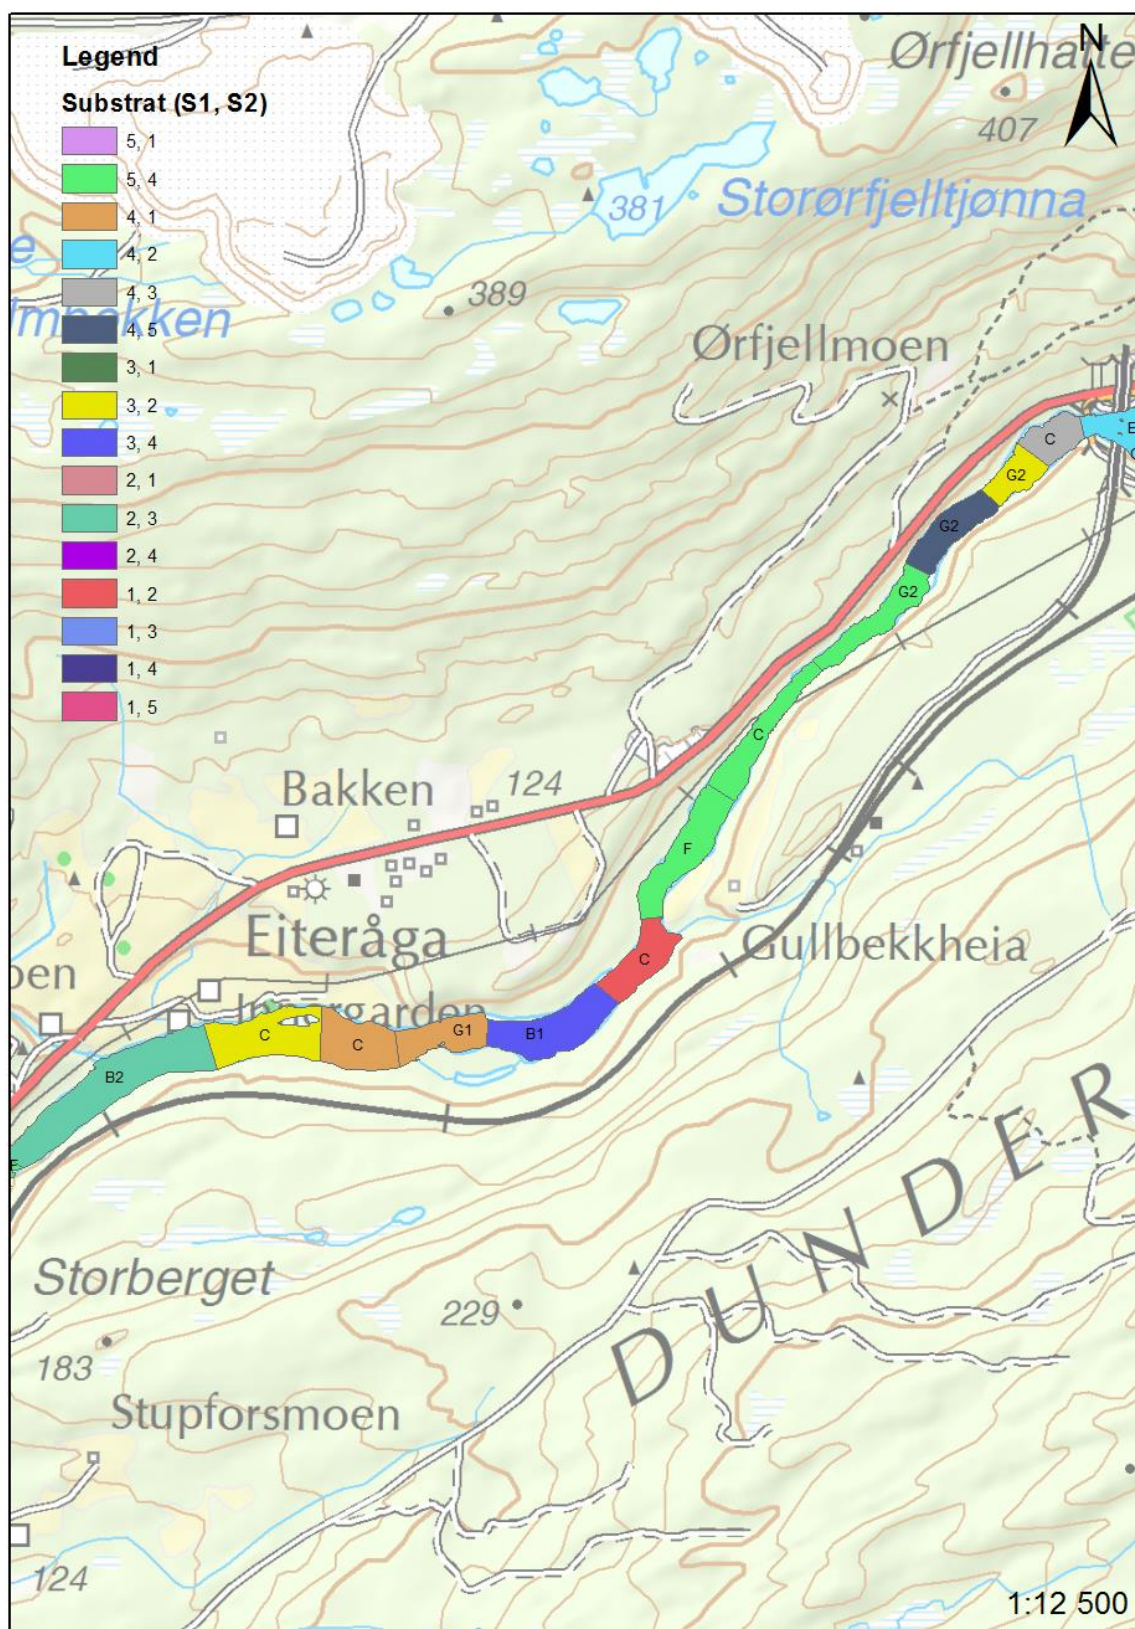 Legend
Substrat (S1, S2)
5, 1
5, 4
4, 1
4, 2
4, 3
4, 5
3, 1
3, 2
3, 4
2, 1
2, 3
2, 4
1, 2
1, 3
1, 4
1, 5
N
Ørfjellhatte
407
381
Storørfjelltjønna
e
389
Ørfjellmoen
E
C
G2
G2
G2
C
Bakken
124
F
Eiteråga
Gullbekkheia
oen
C
G1
B1
C
C
B2
F
DUNDER
Storberget
229
183
Stupforsmoen
124
1:12 500